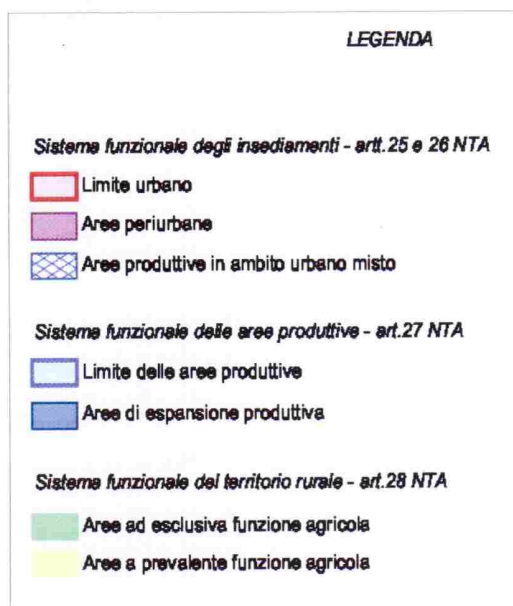 LEGENDA
Sistema funzionale degli insediamenti - artt.25 e 26 NTA
Limite urbano
Aree periurbane
Aree produttive in ambito urbano misto
Sistema funzionale delle aree produttive - art.27 NTA
Limite delle aree produttive
Aree di espansione produttiva
Sistema funzionale del territorio rurale - art.28 NTA
Aree ad esclusiva funzione agricola
Aree a prevalente funzione agricola